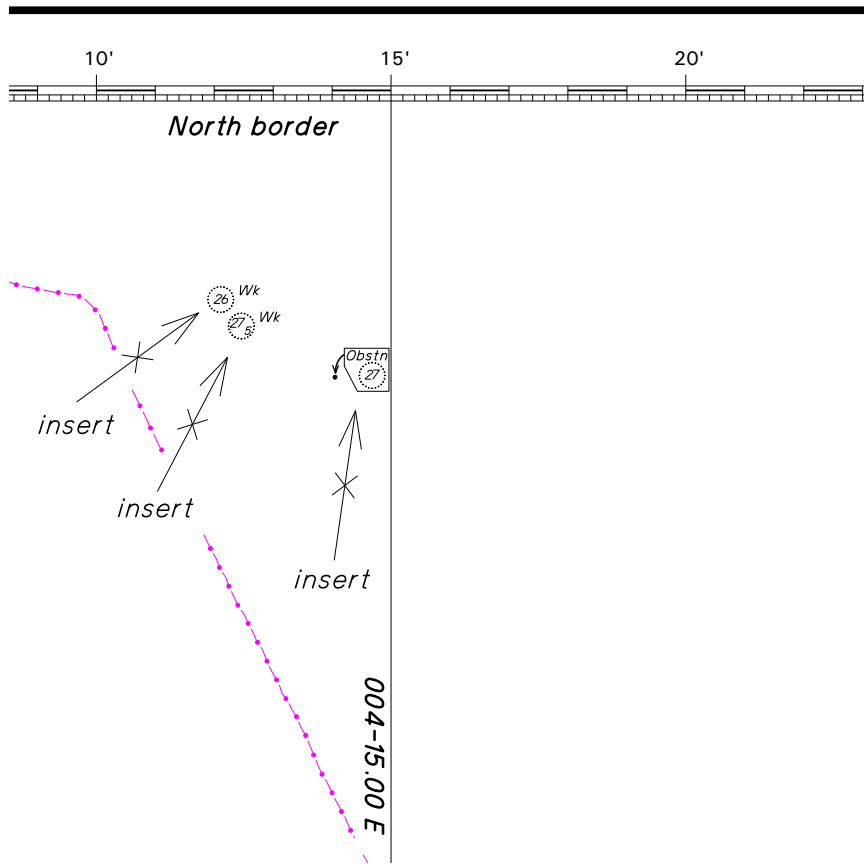 10' 15' 20'
North border
26 Wk
27 5 Wk
Obstn
27
insert
insert
insert
004-15.00 E